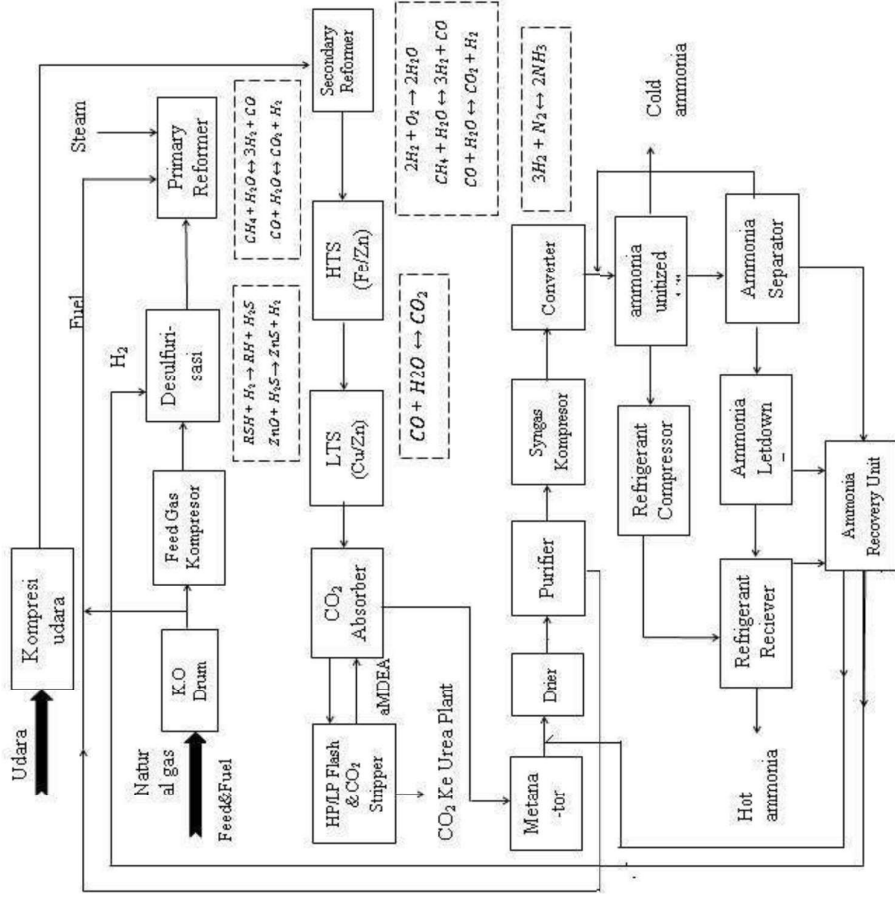 Udara
Kompresi
udara
Natur
al gas
Feed&Fuel
K.O
Drum
Feed Gas
Kompresor
H₂
Desulfuri-
sasi
Fuel
Steam
Primary
Reformer
RSH + H₂ → RH + H₂S
ZnO + H₂S → ZnS + H₂
CH₄ + H₂O ↔ 3H₂ + CO
CO + H₂O ↔ CO₂ + H₂
HP/LP Flash
& CO₂
Stripper
aMDEA
CO₂
Absorber
LTS
(Cu/Zn)
HTS
(Fe/Zn)
Secondary
Reformer
CO₂ Ke Urea Plant
CO + H2O ↔ CO₂
2H₂ + O₂ → 2H₂O
CH₄ + H₂O ↔ 3H₂ + CO
CO + H₂O ↔ CO₂ + H₂
Metana
-tor
Drier
Purifier
Syngas
Kompresor
Converter
3H₂ + N₂ ↔ 2NH₃
Refrigerant
Compressor
ammonia
unitized
Cold
ammonia
Hot
ammonia
Refrigerant
Reciever
Ammonia
Letdown
Ammonia
Separator
Ammonia
Recovery Unit